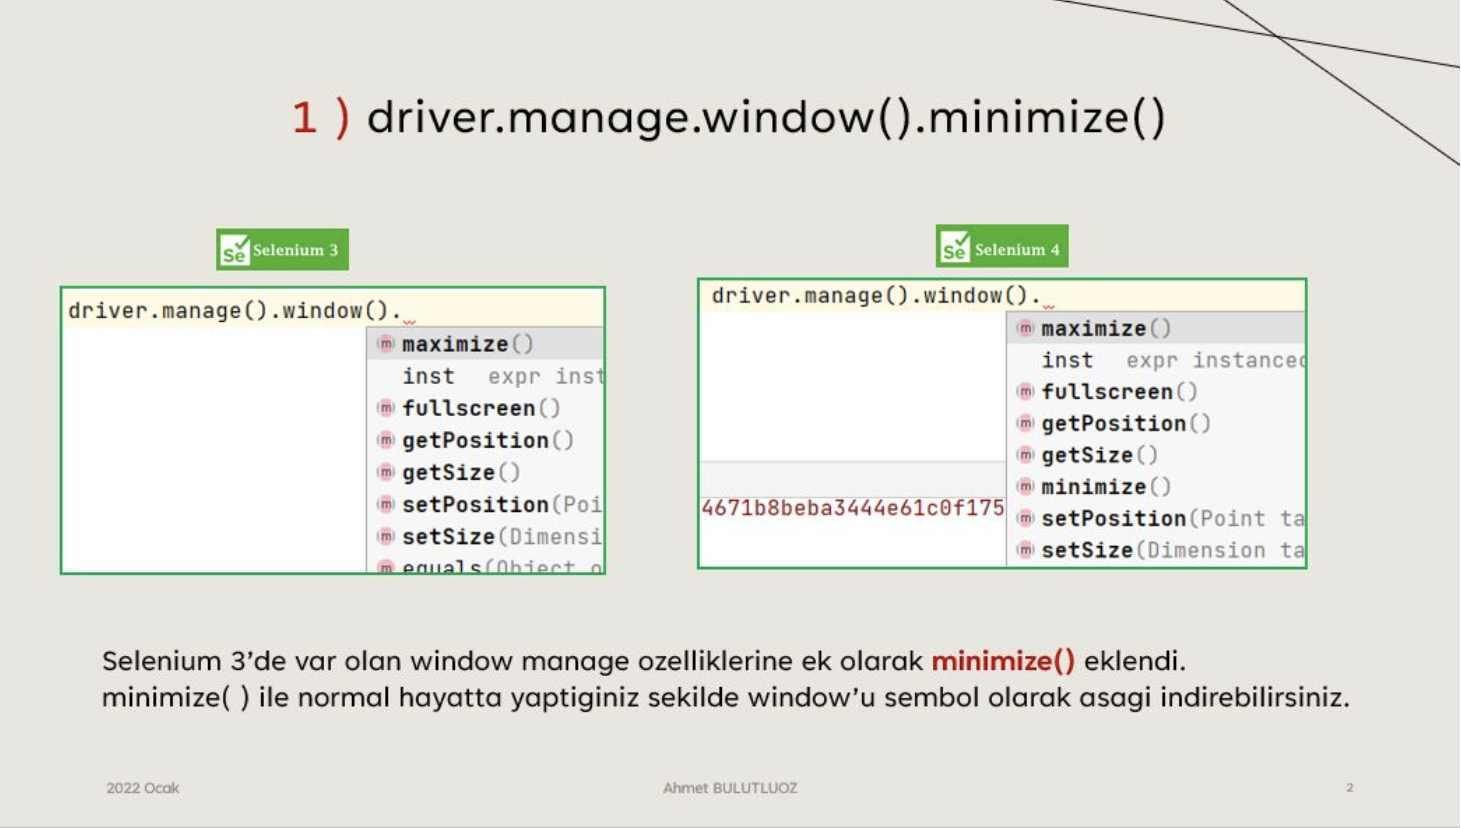 1 ) driver.manage.window().minimize()
Se Selenium 3
driver.manage().window().
m maximize()
inst expr inst
m fullscreen()
m getPosition()
m getSize()
m setPosition(Poi
m setSize(Dimensi
m equals(Object o
Se Selenium 4
driver.manage().window().
m maximize()
inst expr instanceo
m fullscreen()
m getPosition()
m getSize()
m minimize()
m setPosition(Point ta
m setSize(Dimension ta
4671b8beba3444e61c0f175
Selenium 3’de var olan window manage ozelliklerine ek olarak minimize() eklendi.
minimize( ) ile normal hayatta yaptiginiz sekilde window’u sembol olarak asagi indirebilirsiniz.
2022 Ocak
Ahmet BULUTLUOZ
2